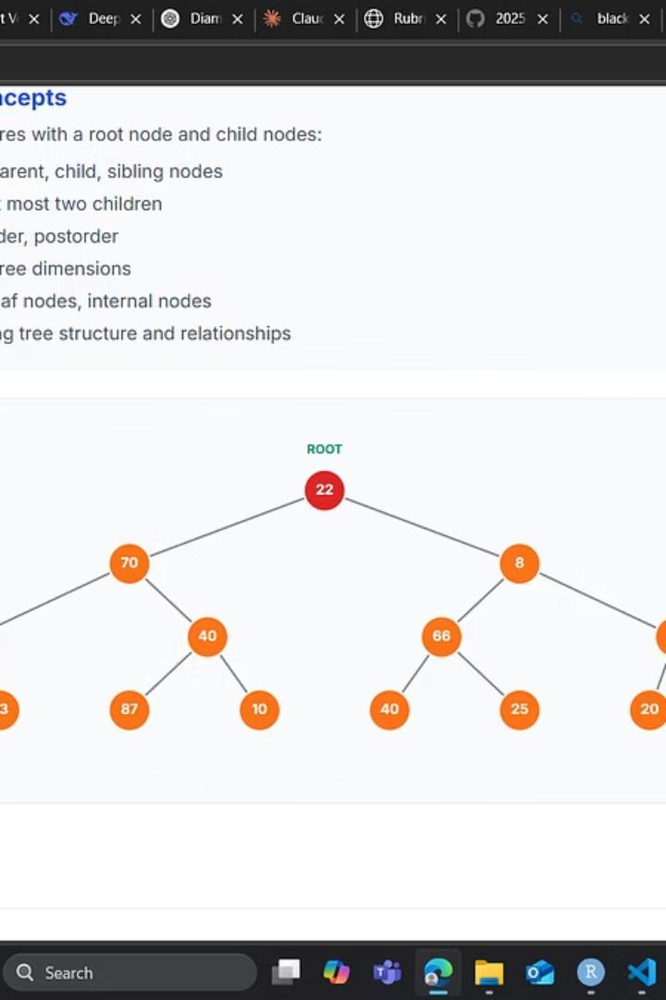 t V
Deep
Diam
Clau
Rubri
2025
black
ncepts
res with a root node and child nodes:
arent, child, sibling nodes
t most two children
der, postorder
ree dimensions
af nodes, internal nodes
ng tree structure and relationships
ROOT
22
70 8
40 66
3 87 10 40 25 20
Search